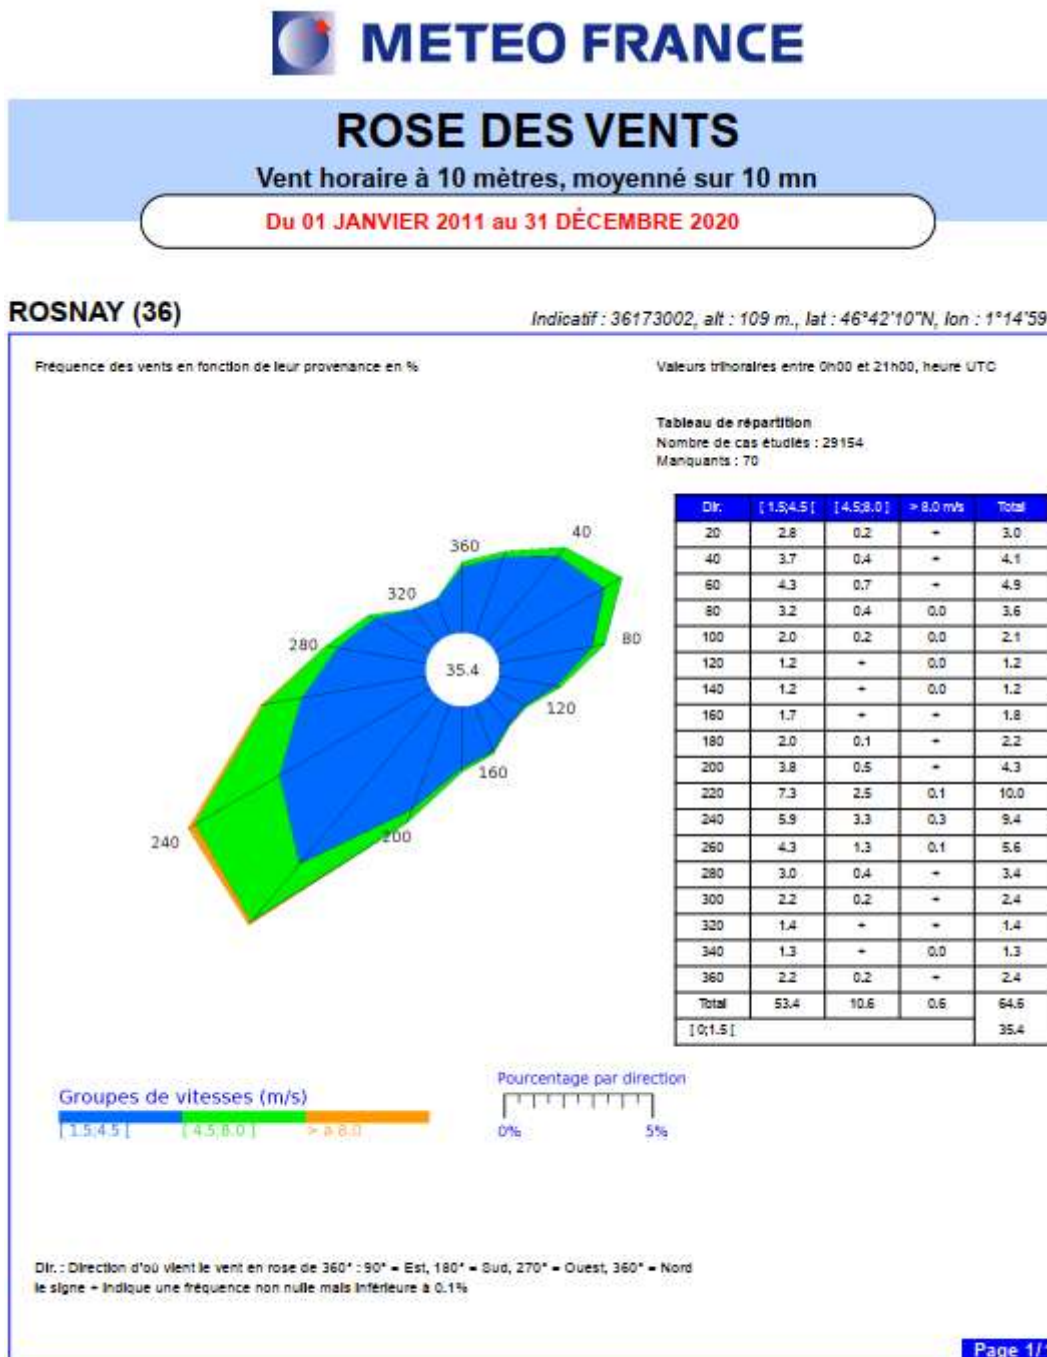 METEO FRANCE
ROSE DES VENTS
Vent horaire à 10 mètres, moyenné sur 10 mn
Du 01 JANVIER 2011 au 31 DÉCEMBRE 2020
ROSNAY (36)
Indicatif : 36173002, alt : 109 m., lat : 46°42'10"N, lon : 1°14'59
Fréquence des vents en fonction de leur provenance en %
Valeurs trihoraires entre 0h00 et 21h00, heure UTC
Tableau de répartition
Nombre de cas étudiés : 29154
Manquants : 70
Dir. [ 1.5;4.5 [ [ 4.5;8.0 ] > 8.0 m/s Total
20 2.8 0.2 + 3.0
40 3.7 0.4 + 4.1
60 4.3 0.7 + 4.9
80 3.2 0.4 0.0 3.6
100 2.0 0.2 0.0 2.1
120 1.2 + 0.0 1.2
140 1.2 + 0.0 1.2
160 1.7 + + 1.8
180 2.0 0.1 + 2.2
200 3.8 0.5 + 4.3
220 7.3 2.5 0.1 10.0
240 5.9 3.3 0.3 9.4
260 4.3 1.3 0.1 5.6
280 3.0 0.4 + 3.4
300 2.2 0.2 + 2.4
320 1.4 + + 1.4
340 1.3 + 0.0 1.3
360 2.2 0.2 + 2.4
Total 53.4 10.6 0.6 64.6
[ 0;1.5 [ 35.4
360
40
320
280
80
35.4
120
160
200
240
Groupes de vitesses (m/s)
[ 1.5;4.5 [ [ 4.5;8.0 ] > à 8.0
Pourcentage par direction
0% 5%
Dir. : Direction d'où vient le vent en rose de 360° : 90° = Est, 180° = Sud, 270° = Ouest, 360° = Nord
le signe + indique une fréquence non nulle mais inférieure à 0.1%
Page 1/